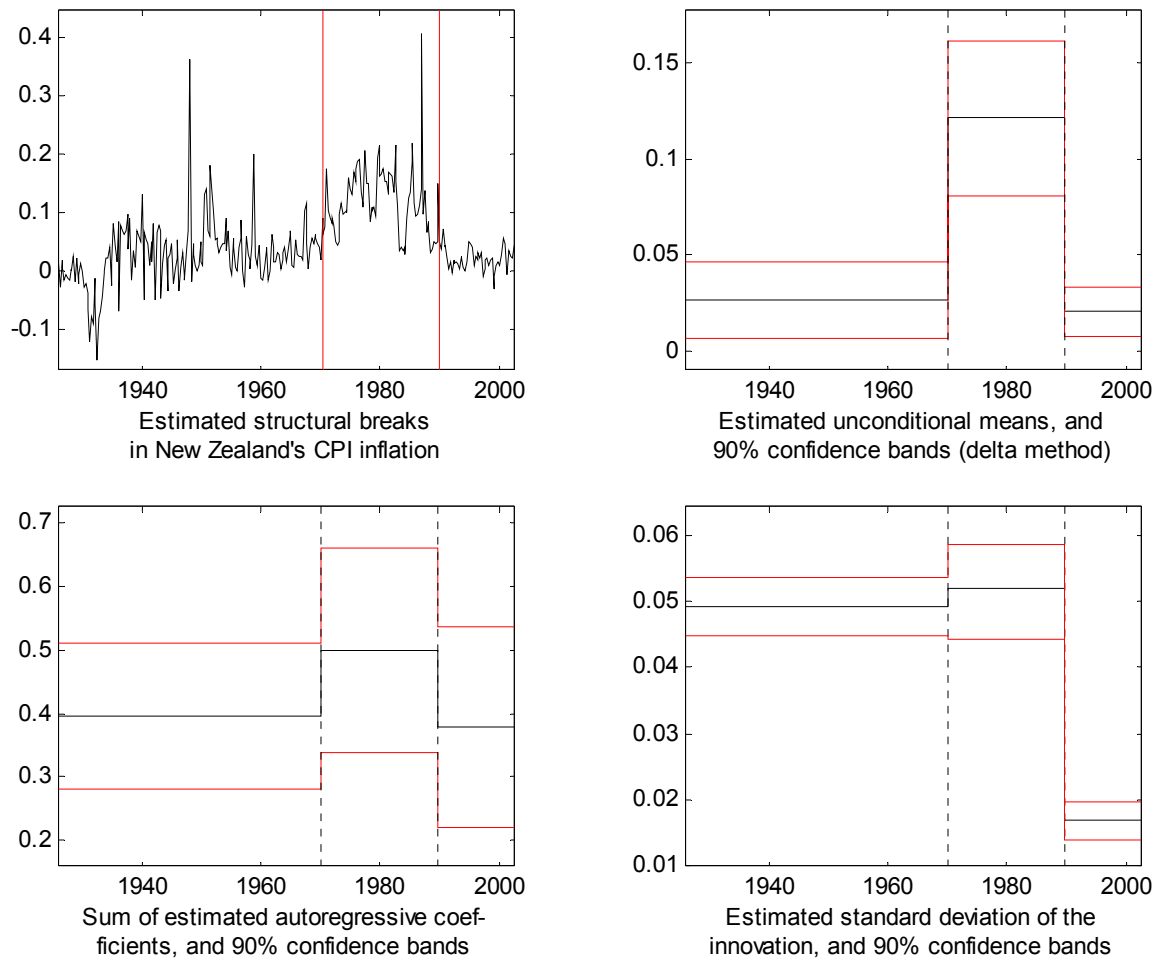 0.4
0.3
0.2
0.1
0
-0.1
1940 1960 1980 2000
Estimated structural breaks
in New Zealand's CPI inflation
0.15
0.1
0.05
0
1940 1960 1980 2000
Estimated unconditional means, and
90% confidence bands (delta method)
0.7
0.6
0.5
0.4
0.3
0.2
1940 1960 1980 2000
Sum of estimated autoregressive coef-
ficients, and 90% confidence bands
0.06
0.05
0.04
0.03
0.02
0.01
1940 1960 1980 2000
Estimated standard deviation of the
innovation, and 90% confidence bands